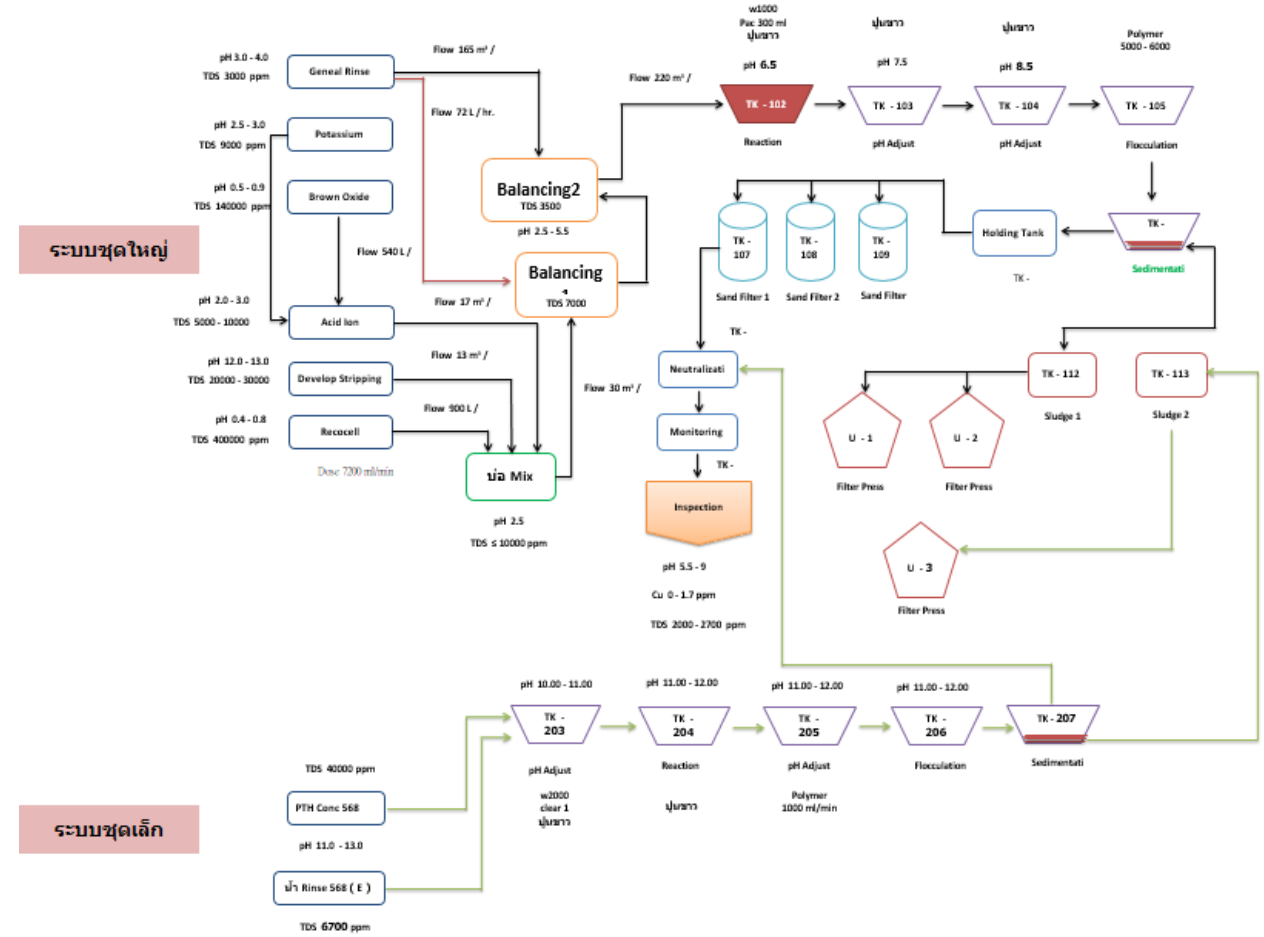 w1000
Pac 300 ml
ปูนขาว
pH 6.5
ปูนขาว
pH 7.5
ปูนขาว
pH 8.5
Polymer
5000 - 6000
pH 3.0 - 4.0
TDS 3000 ppm
Geneal Rinse
Flow 165 m³ /
Flow 72 L / hr.
Flow 220 m³ /
TK - 102
TK - 103
TK - 104
TK - 105
Reaction
pH Adjust
pH Adjust
Flocculation
pH 2.5 - 3.0
TDS 9000 ppm
Potassium
pH 0.5 - 0.9
TDS 140000 ppm
Brown Oxide
Balancing2
TDS 3500
pH 2.5 - 5.5
TK -
107
TK -
108
TK -
109
Holding Tank
TK -
TK -
Sedimentati
Sand Filter 1
Sand Filter 2
Sand Filter
ระบบชุดใหญ่
Flow 540 L /
Balancing
TDS 7000
pH 2.0 - 3.0
TDS 5000 - 10000
Acid Ion
Flow 17 m³ /
TK -
pH 12.0 - 13.0
TDS 20000 - 30000
Develop Stripping
Flow 13 m³ /
Flow 30 m³ /
Neutralizati
TK - 112
TK - 113
Sludge 1
Sludge 2
pH 0.4 - 0.8
TDS 400000 ppm
Recocell
Flow 900 L /
Dose 7200 ml/min
Monitoring
TK -
U - 1
U - 2
Filter Press
Filter Press
บ่อ Mix
pH 2.5
TDS ≤ 10000 ppm
Inspection
pH 5.5 - 9
Cu 0 - 1.7 ppm
TDS 2000 - 2700 ppm
U - 3
Filter Press
pH 10.00 - 11.00
pH 11.00 - 12.00
pH 11.00 - 12.00
pH 11.00 - 12.00
TK -
203
TK -
204
TK -
205
TK -
206
TK - 207
pH Adjust
Reaction
pH Adjust
Flocculation
Sedimentati
w2000
clear 1
ปูนขาว
ปูนขาว
Polymer
1000 ml/min
TDS 40000 ppm
PTH Conc 568
ระบบชุดเล็ก
pH 11.0 - 13.0
น้ำ Rinse 568 ( E )
TDS 6700 ppm